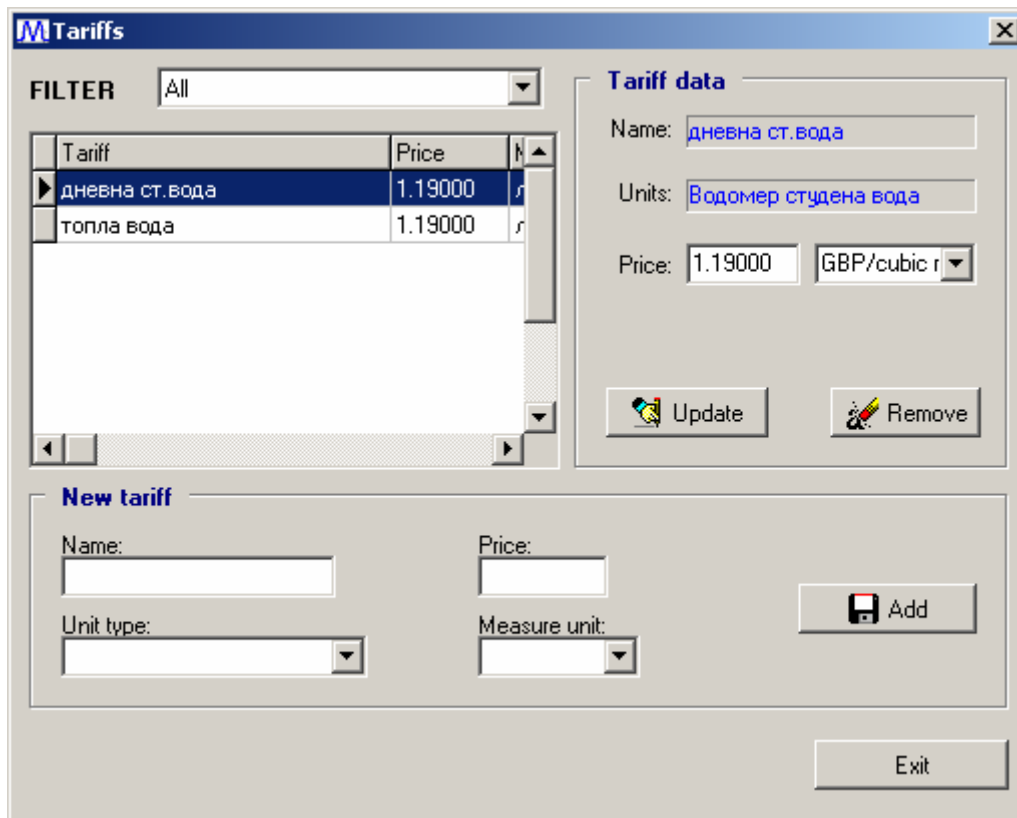 Tariffs
FILTER
All
Tariff Price
дневна ст.вода 1.19000
топла вода 1.19000
Tariff data
Name: дневна ст.вода
Units: Водомер студена вода
Price: 1.19000 GBP/cubic
Update Remove
New tariff
Name: Price:
Unit type: Measure unit:
Add
Exit